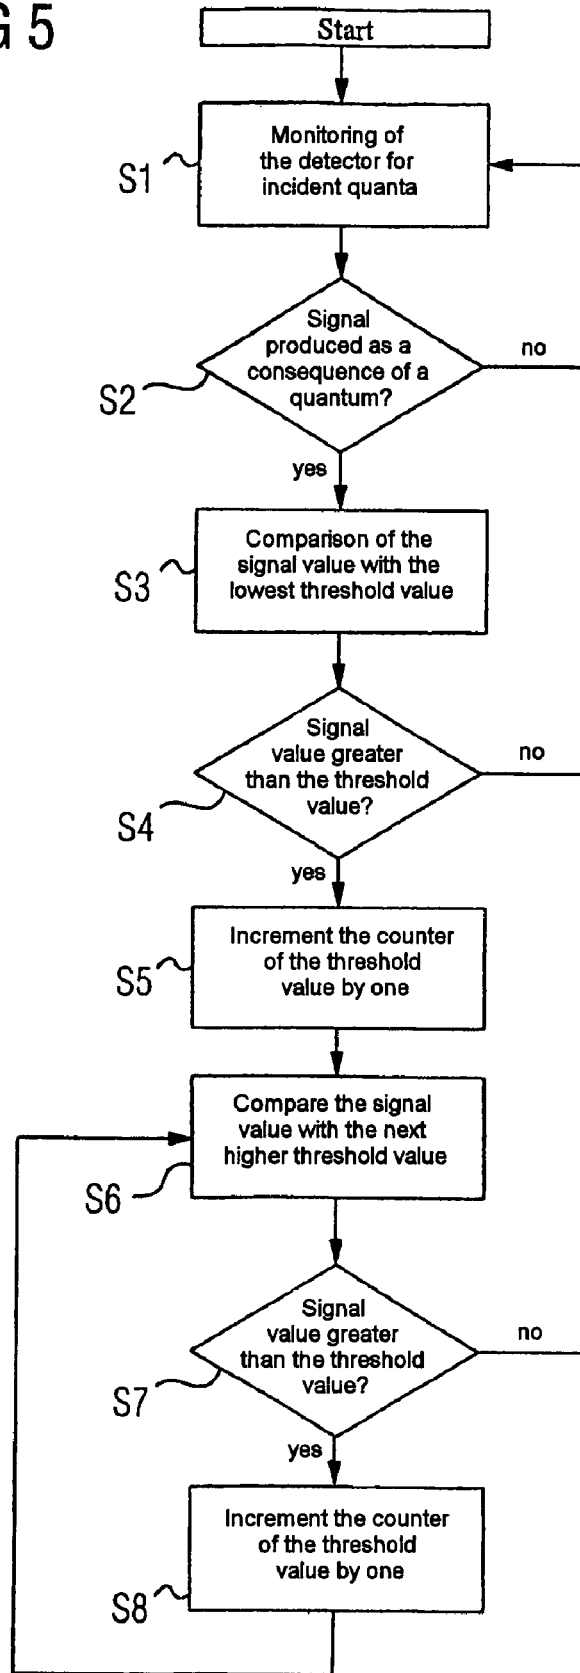 G 5
Start
Monitoring of
the detector for
incident quanta
S1
Signal
produced as a
consequence of a
quantum?
no
S2
yes
Comparison of the
signal value with the
lowest threshold value
S3
Signal
value greater
than the threshold
value?
no
S4
yes
Increment the counter
of the threshold
value by one
S5
Compare the signal
value with the next
higher threshold value
S6
Signal
value greater
than the threshold
value?
no
S7
yes
Increment the counter
of the threshold
value by one
S8